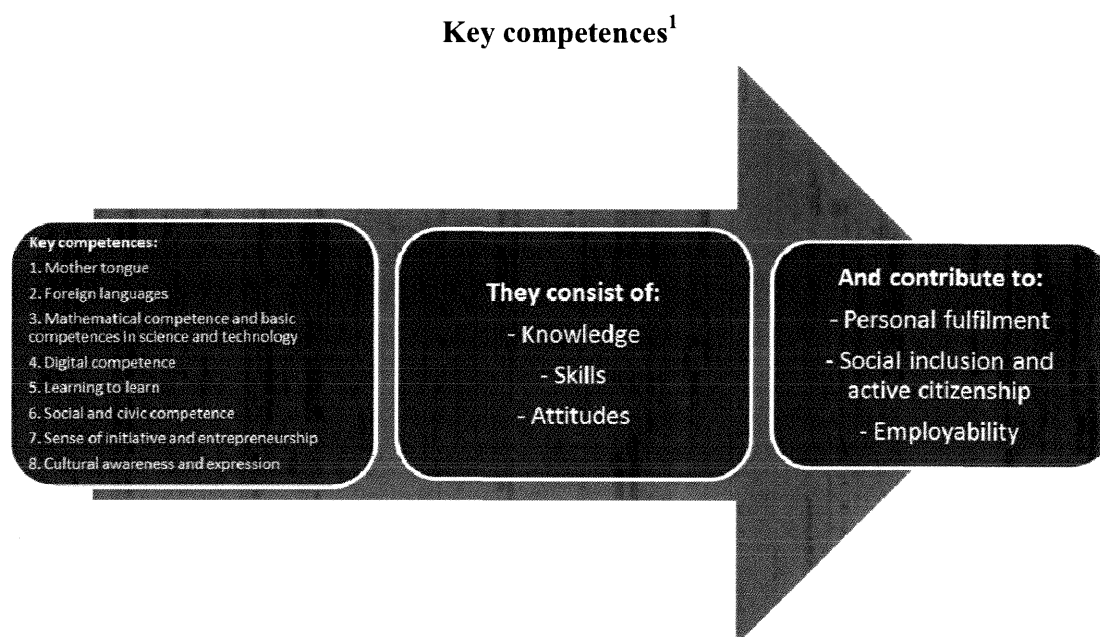 Key competences1
Key competences:
1. Mother tongue
2. Foreign languages
3. Mathematical competence and basic
competences in science and technology
4. Digital competence
5. Learning to learn
6. Social and civic competence
7. Sense of initiative and entrepreneurship
8. Cultural awareness and expression
They consist of:
- Knowledge
- Skills
- Attitudes
And contribute to:
- Personal fulfilment
- Social inclusion and
active citizenship
- Employability